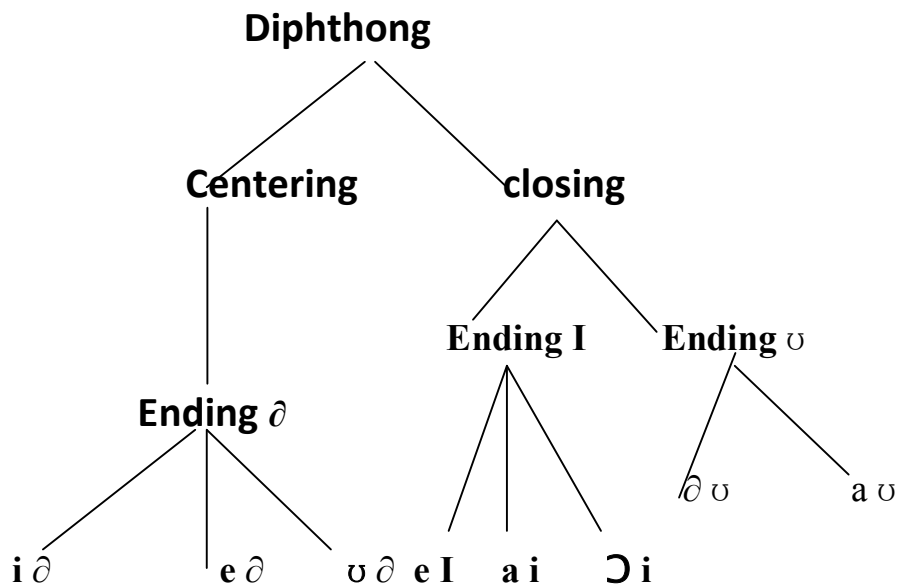 Diphthong
Centering closing
Ending I Ending ʊ
Ending ∂
∂ ʊ a ʊ
i ∂ e ∂ ʊ ∂ e I a i Ɔ i